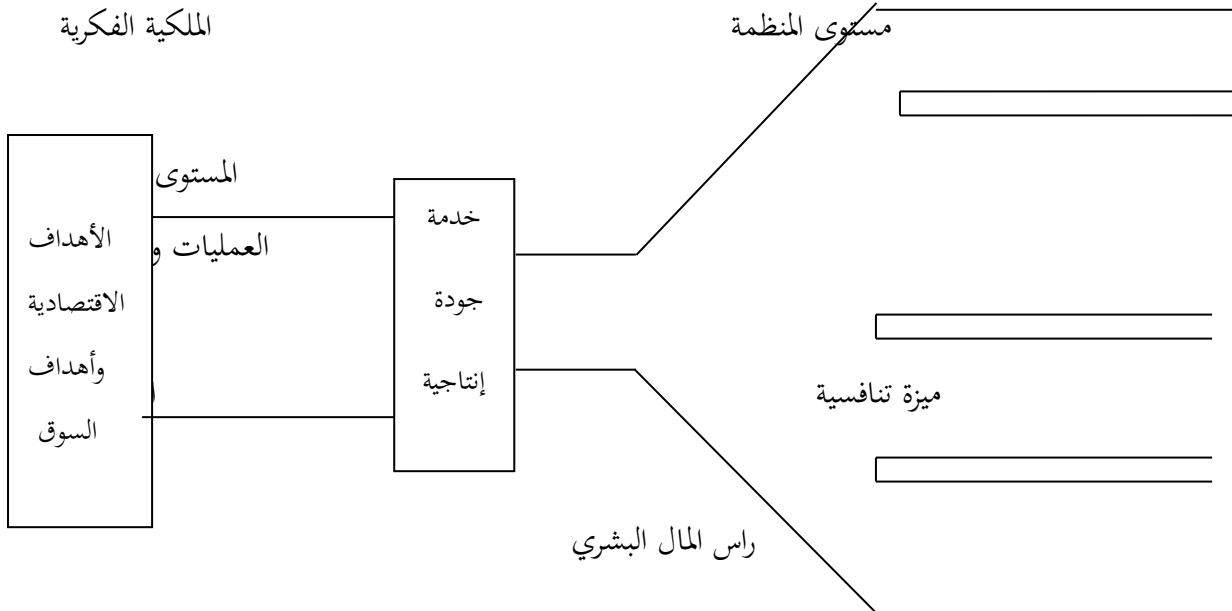 مستوى المنظمة
الملكية الفكرية
المستوى
العمليات و
خدمة
جودة
إنتاجية
الأهداف
الاقتصادية
وأهداف
السوق
ميزة تنافسية
راس المال البشري